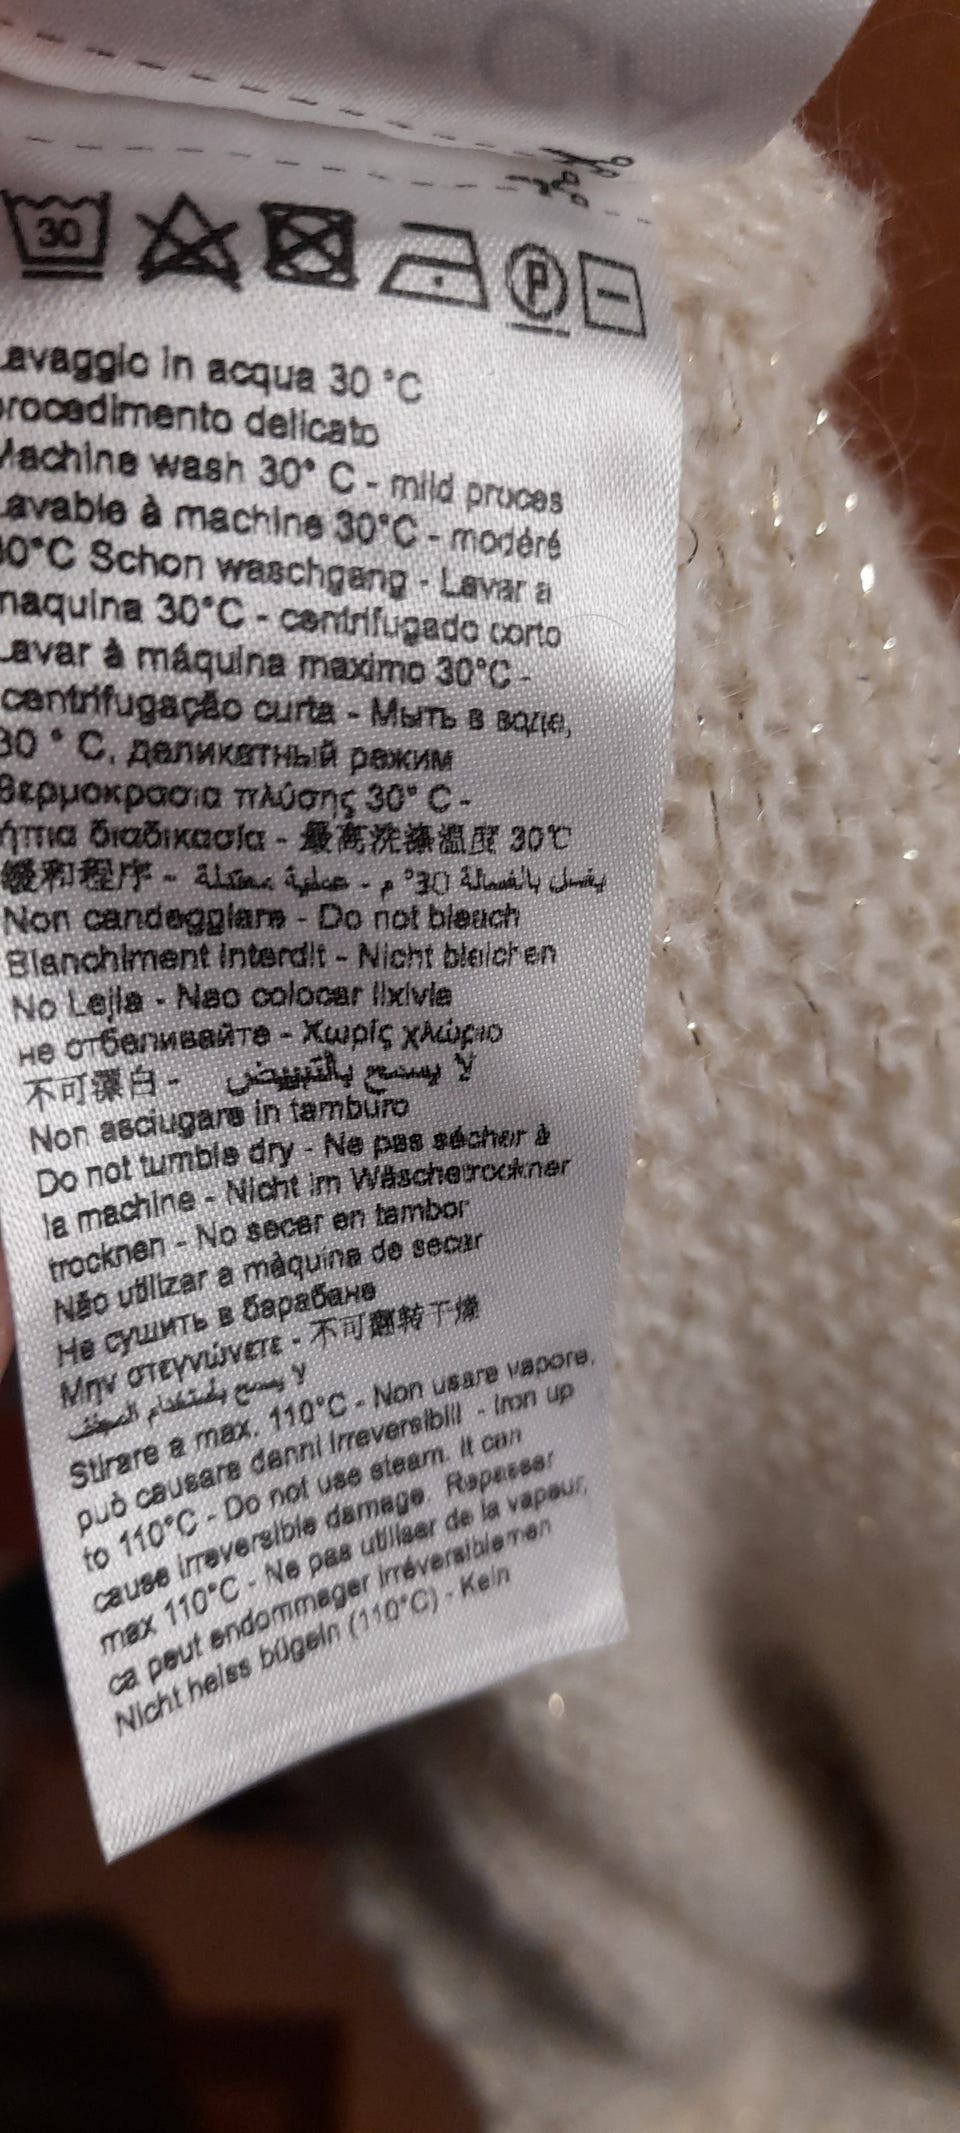 30
P
avaggio in acqua 30 °C
procedimento delicato
Machine wash 30° C - mild proces
Lavable à machine 30°C - modéré
30°C Schon waschgang - Lavar a
maquina 30°C - centrifugado corto
Lavar à máquina maximo 30°C -
centrifugação curta - Мыть в воде,
30 ° C, деликатный режим
θερμοκρασια πλύσης 30° C -
ήπια διαδικασία - 最高洗滌溫度 30℃
緩和程序 - يغسل بالغسالة 30° م - عملية معتدلة
Non candeggiare - Do not bleach
Blanchiment interdit - Nicht bleichen
No Lejia - Nao colocar lixivia
не отбеливайте - Χωρίς χλώριο
不可漂白 - لا يسمح بالتبييض
Non asciugare in tamburo
Do not tumble dry - Ne pas sécher à
la machine - Nicht im Wäschetrockner
trocknen - No secar en tambor
Não utilizar a màquina de secar
Не сушить в барабане
Μην στεγνώνετε - 不可翻转干燥
لا يسمح باستخدام المجفف
Stirare a max. 110°C - Non usare vapore,
può causare danni irreversibili - Iron up
to 110°C - Do not use steam. It can
cause irreversible damage. Repasser
max 110°C - Ne pas utiliser de la vapeur,
ca peut endommager irréversiblemen
Nicht heiss bügeln (110°C) - Kein